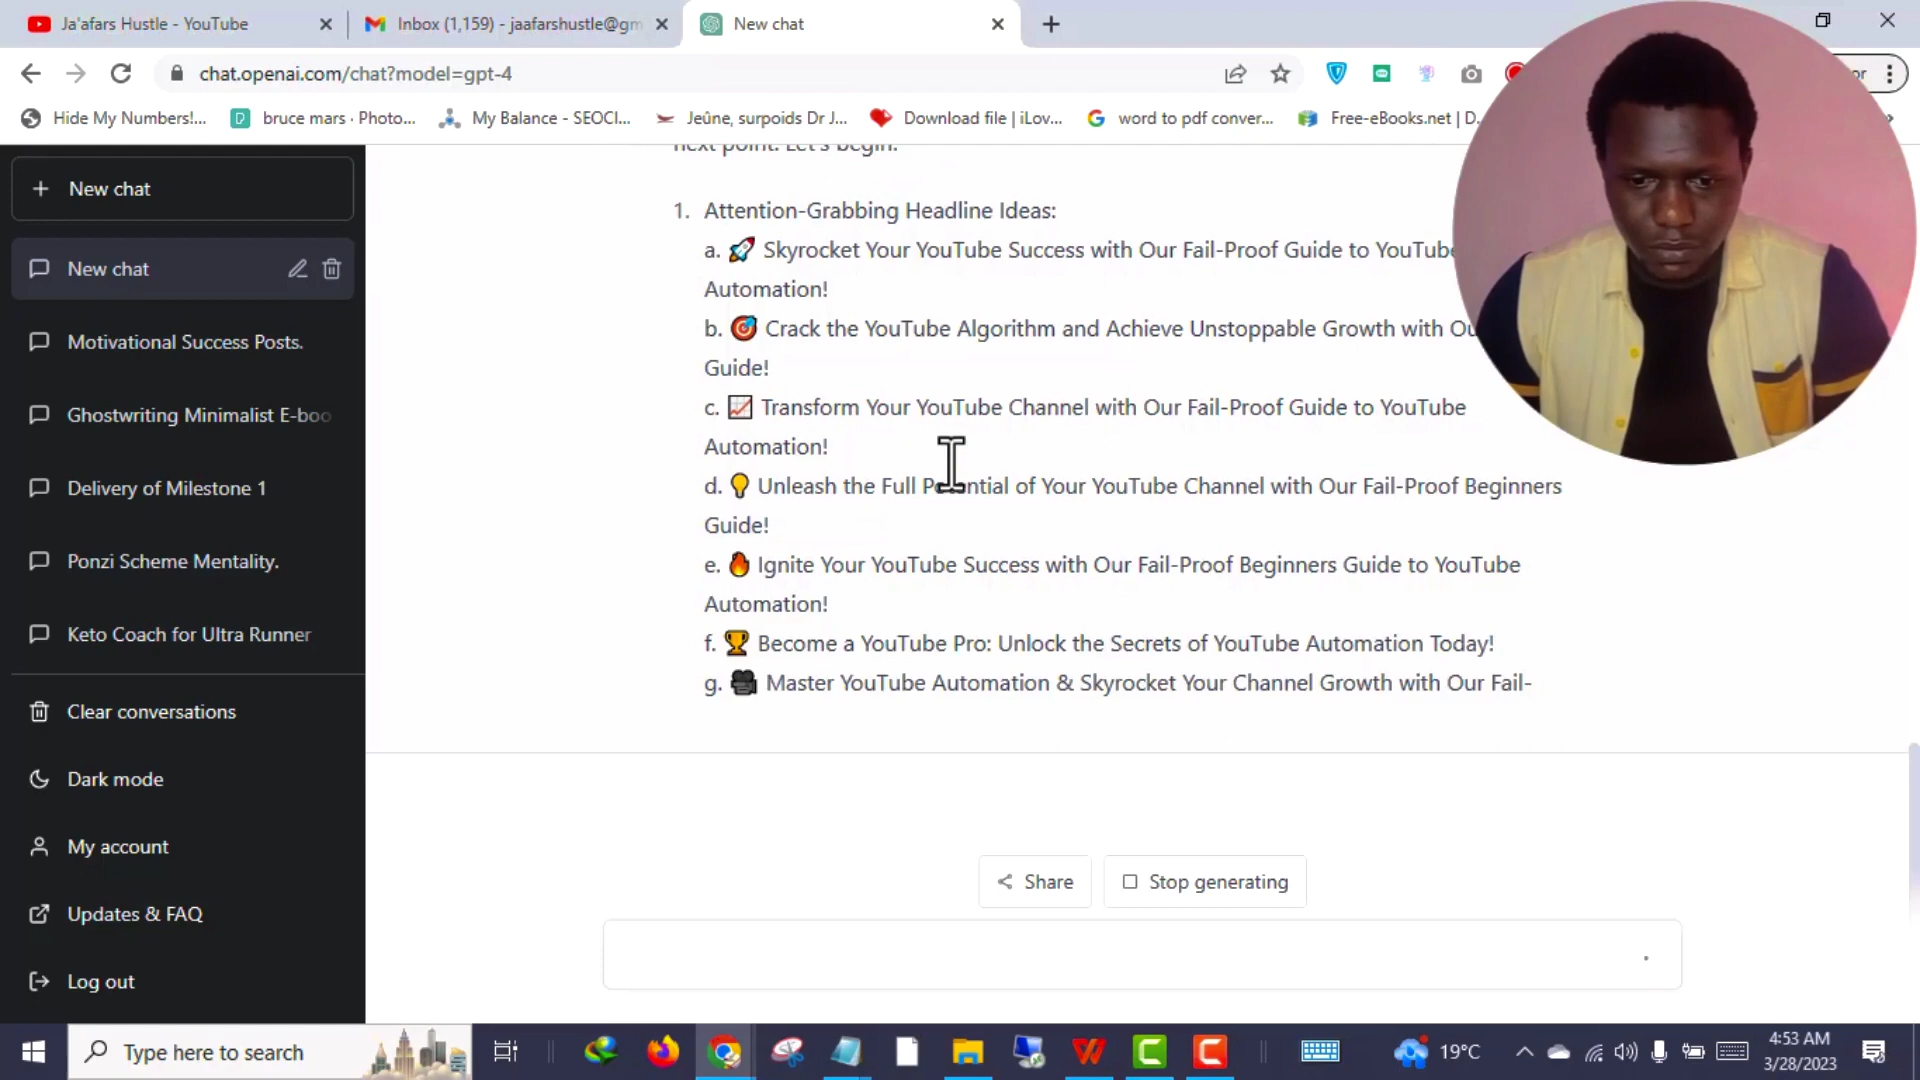 Ja'afars Hustle - YouTube
Inbox (1,159) - jaafarshustle@gm
New chat
chat.openai.com/chat?model=gpt-4
or
Hide My Numbers!...
bruce mars · Photo...
My Balance - SEOCl...
Jeûne, surpoids Dr J...
Download file | iLov...
word to pdf conver...
Free-eBooks.net | D...
New chat
New chat
Motivational Success Posts.
Ghostwriting Minimalist E-boo
Delivery of Milestone 1
Ponzi Scheme Mentality.
Keto Coach for Ultra Runner
Clear conversations
Dark mode
My account
Updates & FAQ
Log out
next point. Let's begin.
1. Attention-Grabbing Headline Ideas:
a. 🚀 Skyrocket Your YouTube Success with Our Fail-Proof Guide to YouTube
Automation!
b. 🎯 Crack the YouTube Algorithm and Achieve Unstoppable Growth with Ou
Guide!
c. 📈 Transform Your YouTube Channel with Our Fail-Proof Guide to YouTube
Automation!
d. 💡 Unleash the Full Potential of Your YouTube Channel with Our Fail-Proof Beginners
Guide!
e. 🔥 Ignite Your YouTube Success with Our Fail-Proof Beginners Guide to YouTube
Automation!
f. 🏆 Become a YouTube Pro: Unlock the Secrets of YouTube Automation Today!
g. 🎥 Master YouTube Automation & Skyrocket Your Channel Growth with Our Fail-
Share
Stop generating
Type here to search
19°C
4:53 AM
3/28/2023